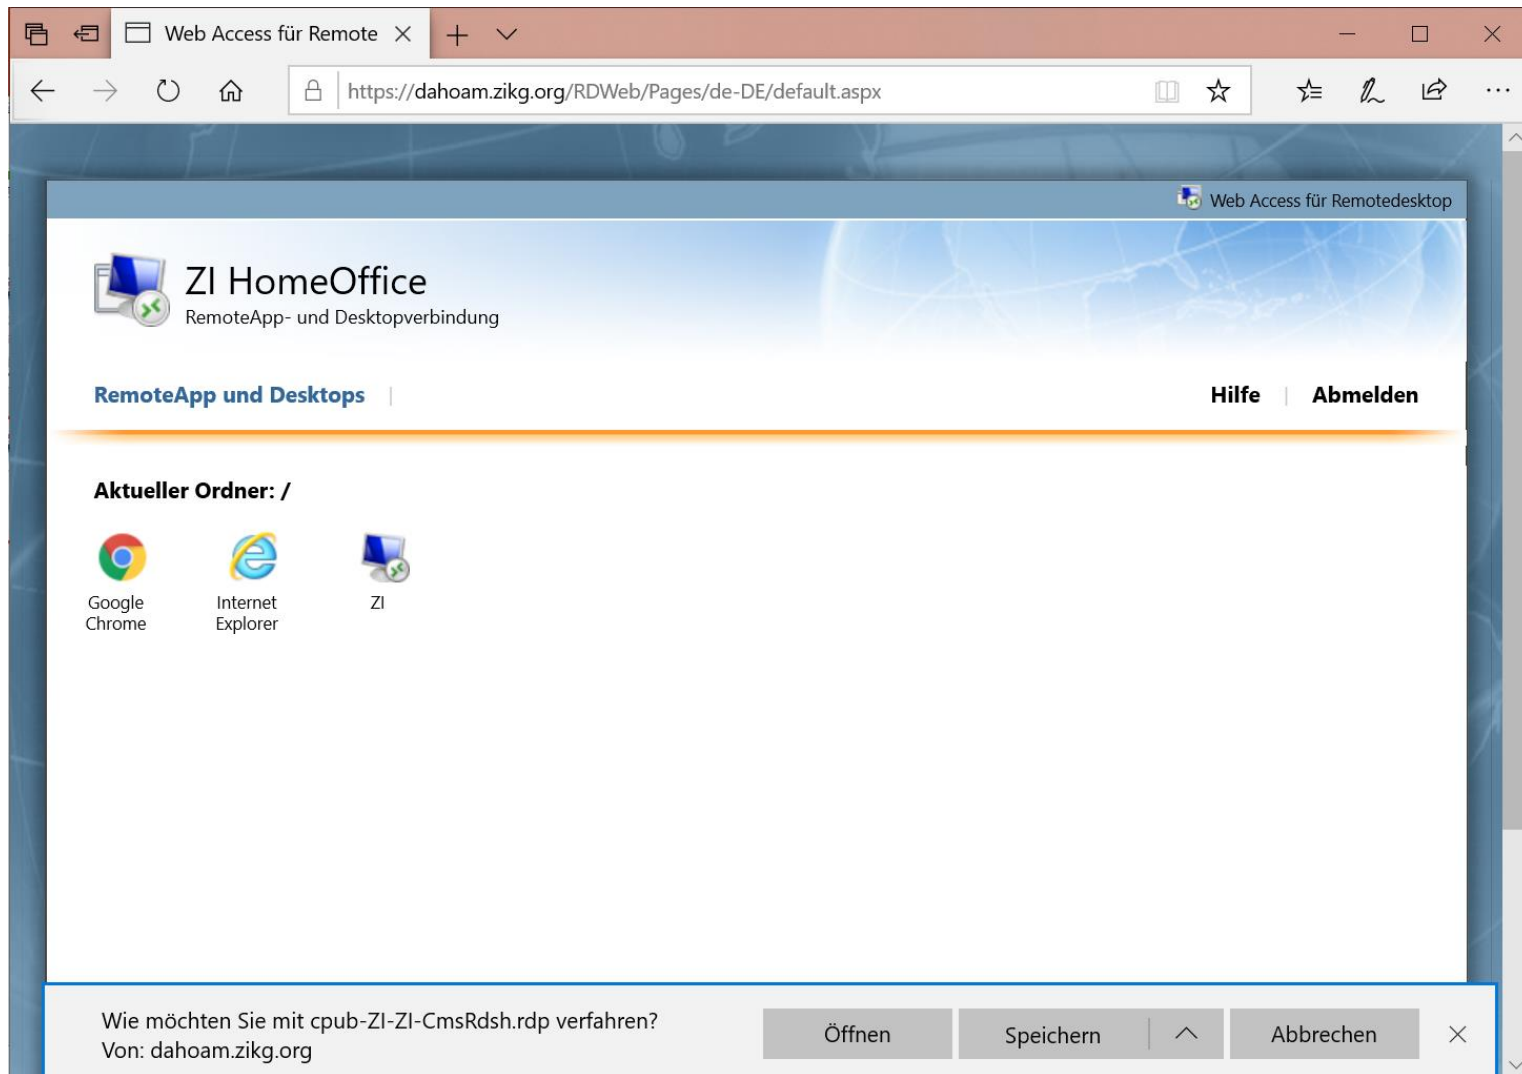 Web Access für Remote
https://dahoam.zikg.org/RDWeb/Pages/de-DE/default.aspx
Web Access für Remotedesktop
ZI HomeOffice
RemoteApp- und Desktopverbindung
RemoteApp und Desktops | Hilfe | Abmelden
Aktueller Ordner: /
Google
Chrome
Internet
Explorer
ZI
Wie möchten Sie mit cpub-ZI-ZI-CmsRdsh.rdp verfahren?
Von: dahoam.zikg.org
Öffnen
Speichern
Abbrechen